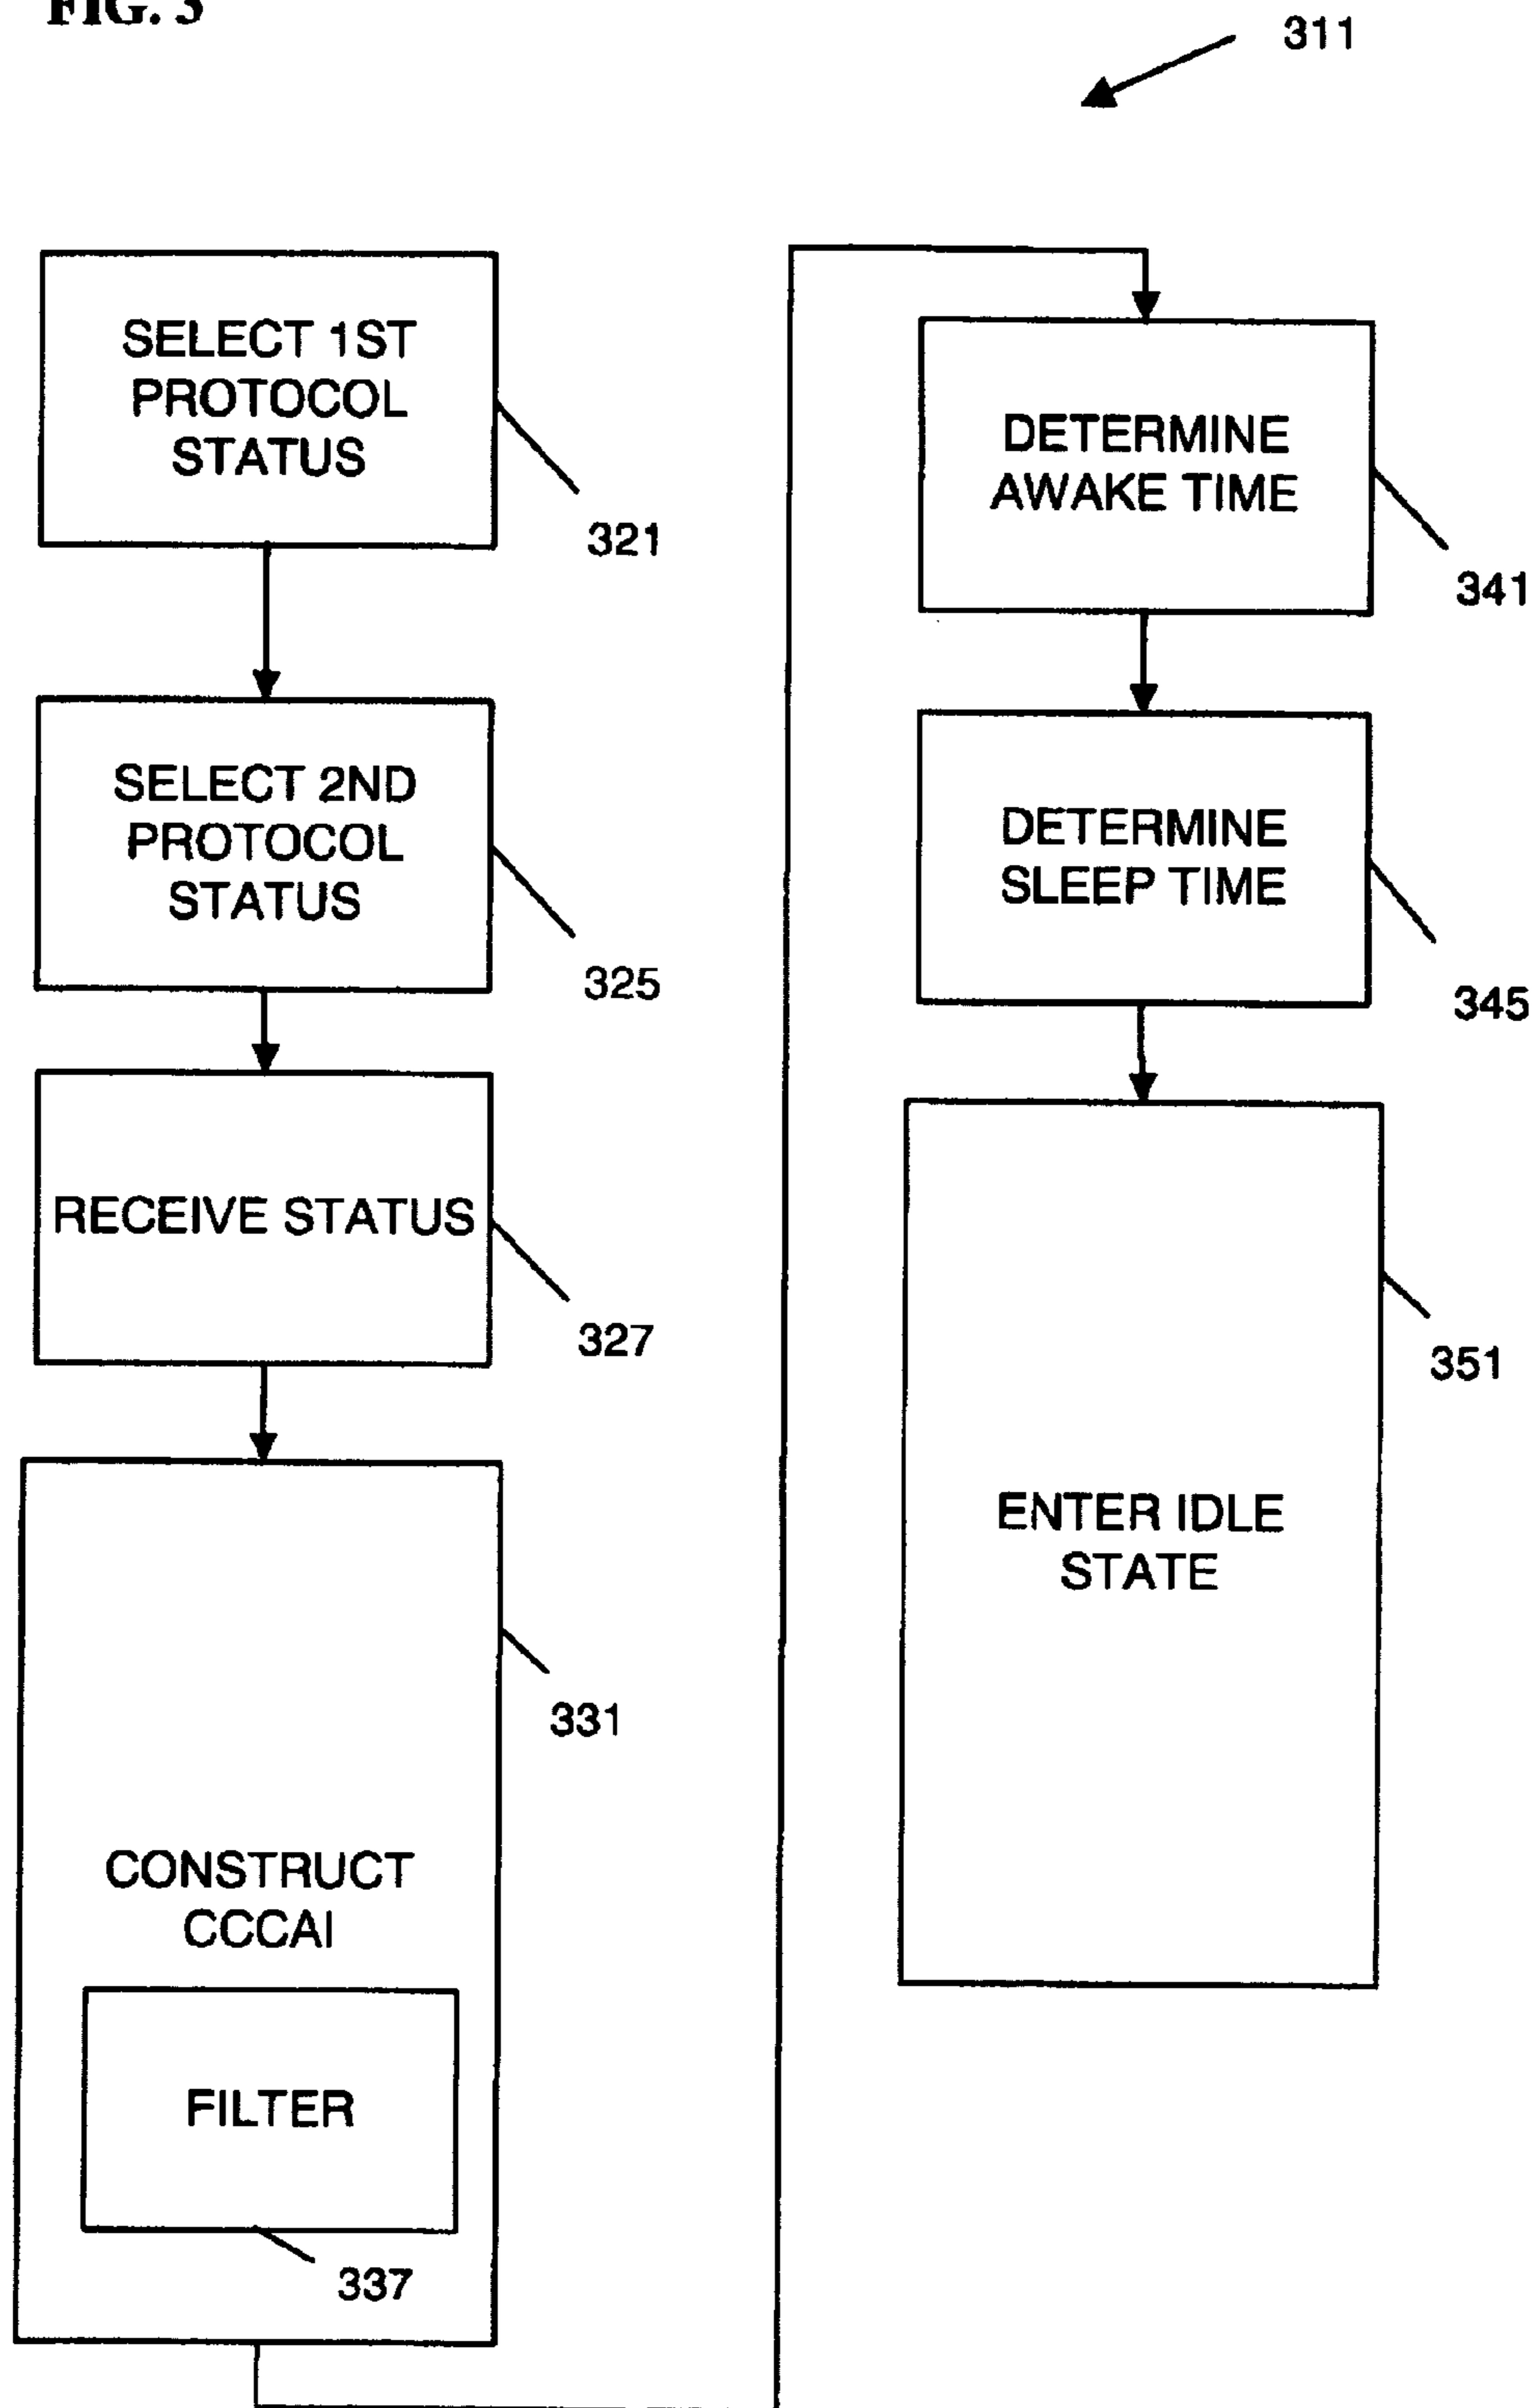 FIG. 3
311
SELECT 1ST
PROTOCOL
STATUS
321
SELECT 2ND
PROTOCOL
STATUS
325
RECEIVE STATUS
327
CONSTRUCT
CCCAI
331
FILTER
337
DETERMINE
AWAKE TIME
341
DETERMINE
SLEEP TIME
345
ENTER IDLE
STATE
351